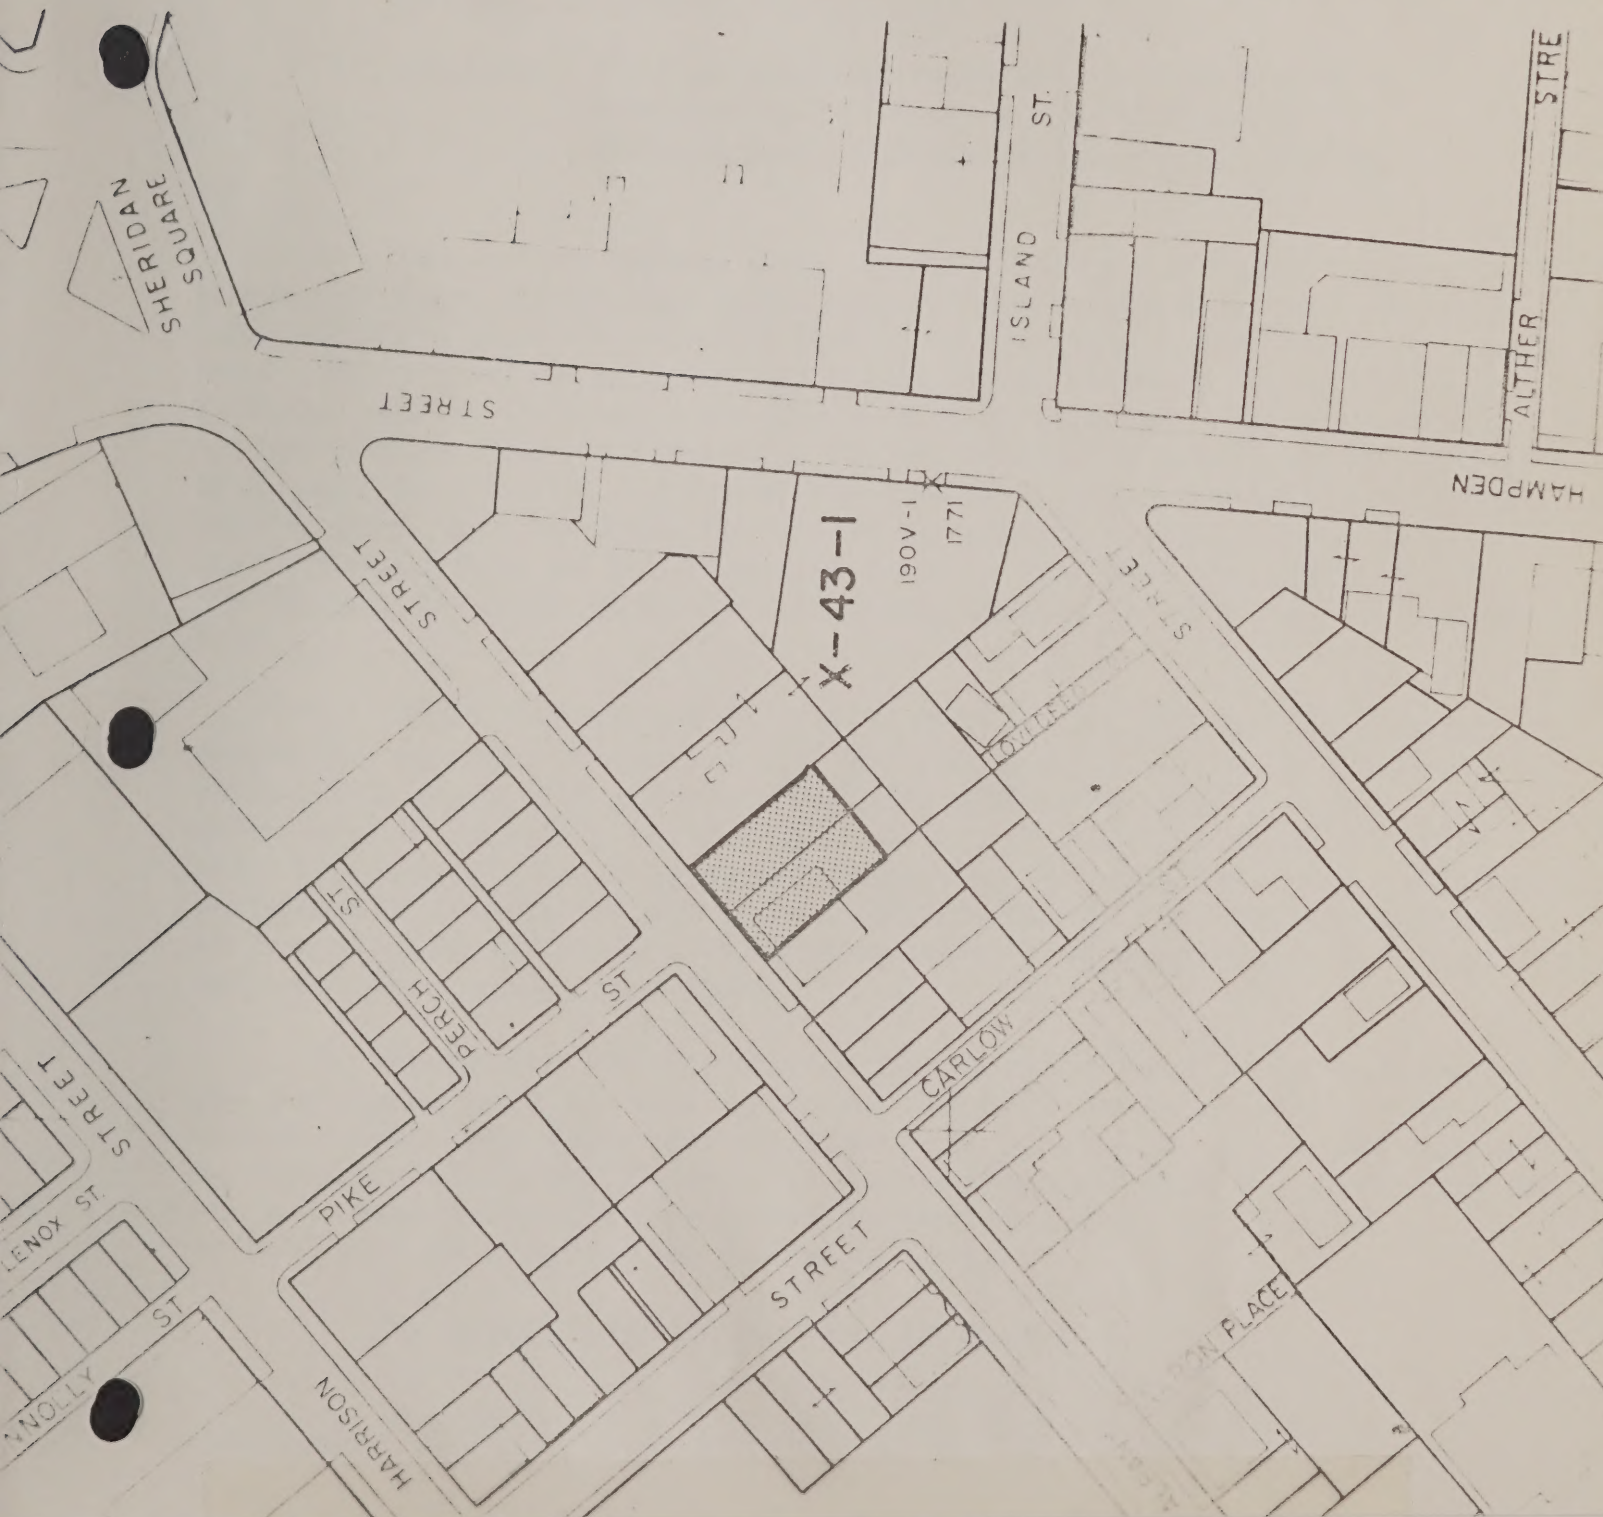 SHERIDAN
SQUARE
ISLAND ST.
STRE
ALTHER
STREET
HAMPDEN
STREET
STREET
X-43-1
190V-1
1771
ST
PERCH
ST
PIKE
STREET
LENOX ST.
ST
NNOLLY
HARRISON
STREET
CARLOW
ST
PLACE